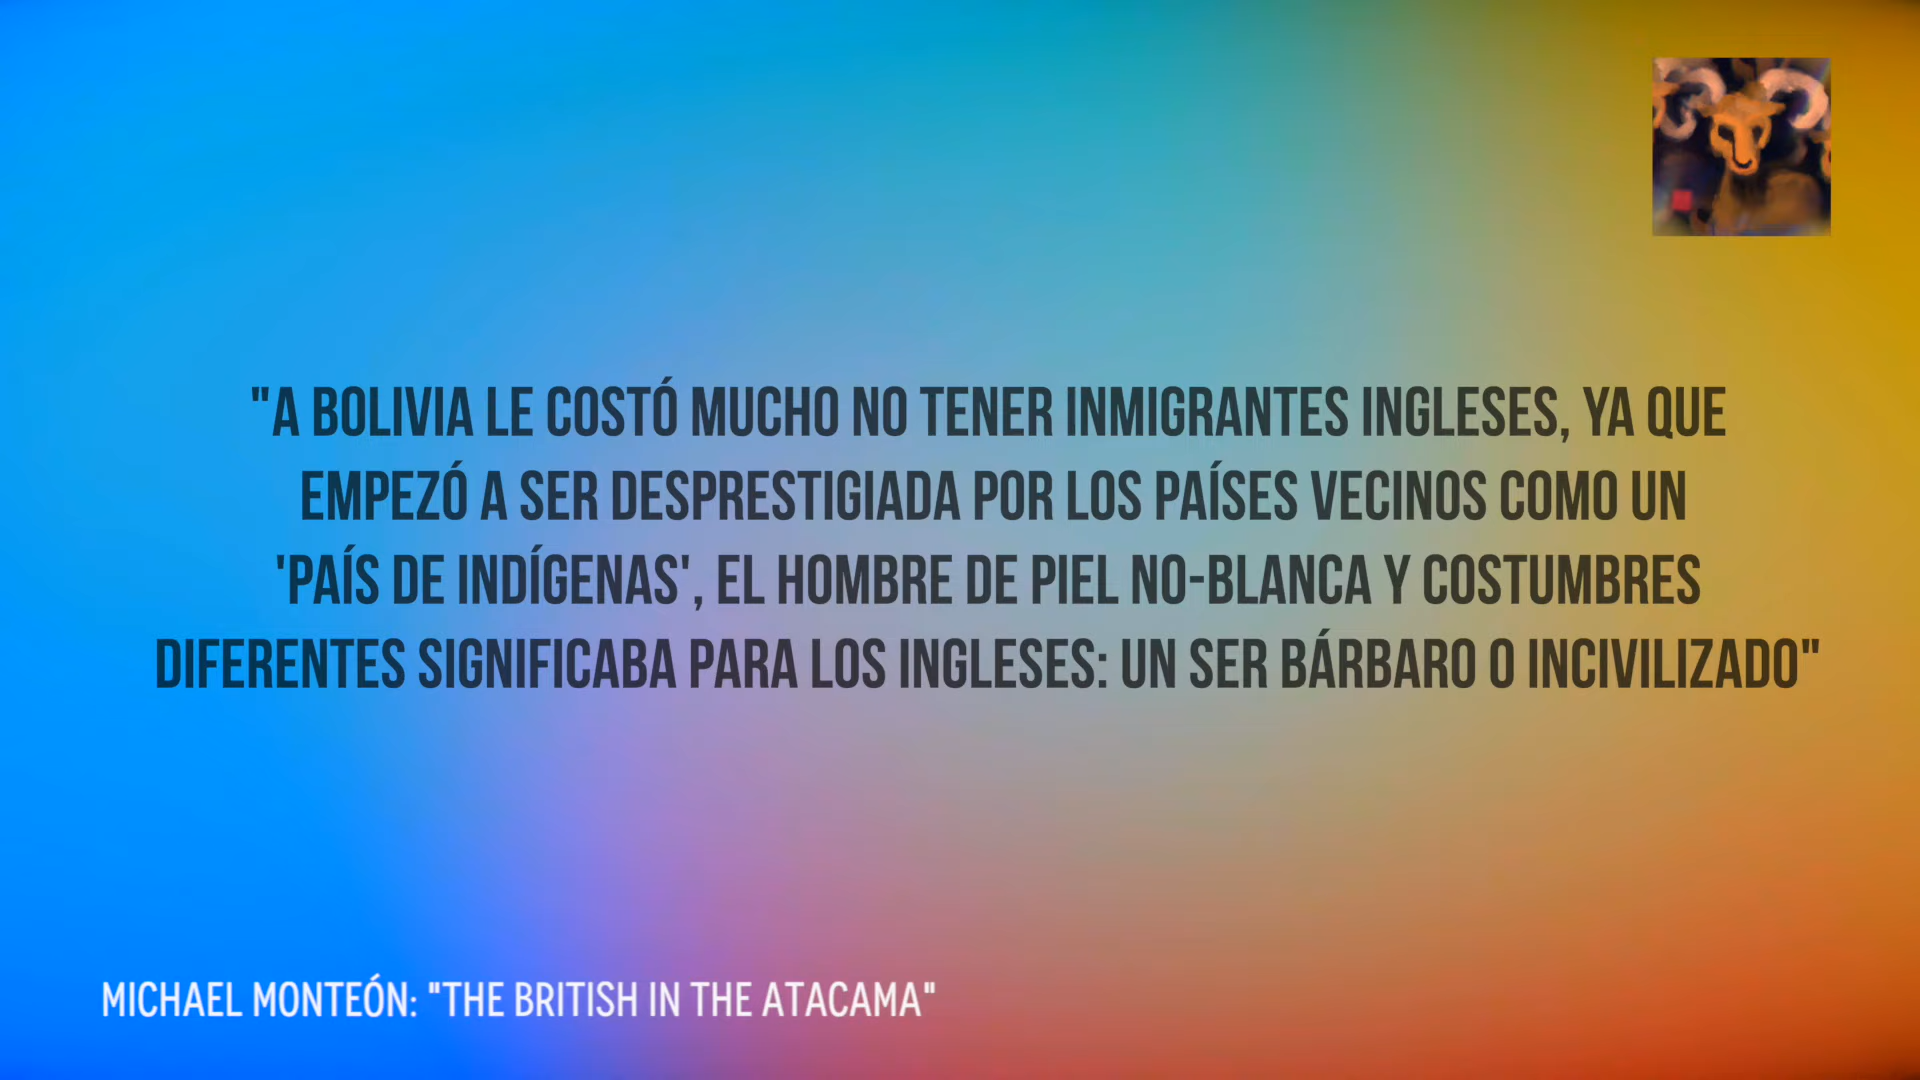 "A BOLIVIA LE COSTÓ MUCHO NO TENER INMIGRANTES INGLESES, YA QUE
EMPEZÓ A SER DESPRESTIGIADA POR LOS PAÍSES VECINOS COMO UN
'PAÍS DE INDÍGENAS', EL HOMBRE DE PIEL NO-BLANCA Y COSTUMBRES
DIFERENTES SIGNIFICABA PARA LOS INGLESES: UN SER BÁRBARO O INCIVILIZADO"
MICHAEL MONTEÓN: "THE BRITISH IN THE ATACAMA"